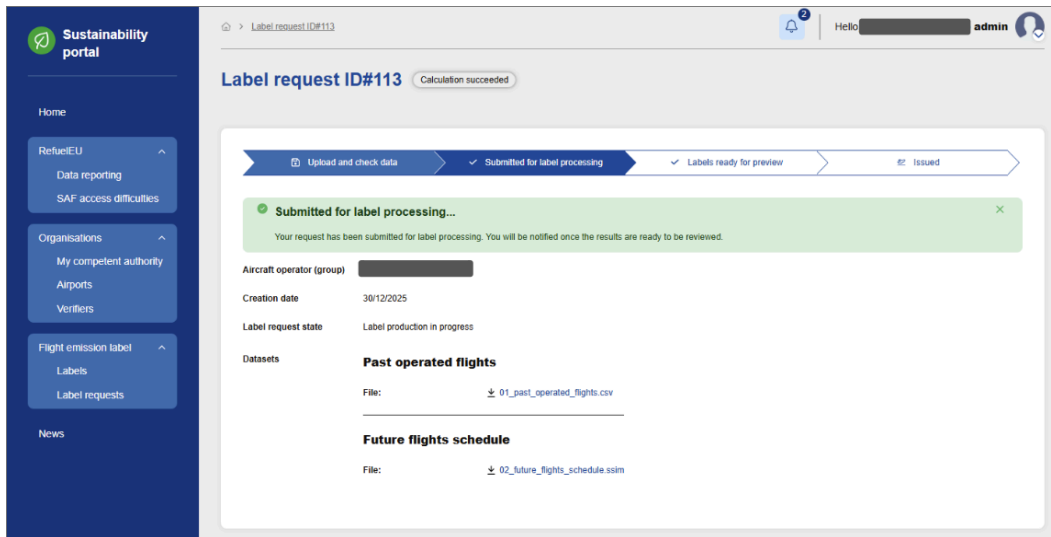 Sustainability
portal
Home
RefuelEU
Data reporting
SAF access difficulties
Organisations
My competent authority
Airports
Verifiers
Flight emission label
Labels
Label requests
News
> Label request ID#113
2
Hello admin
Label request ID#113 Calculation succeeded
Upload and check data Submitted for label processing Labels ready for preview Issued
Submitted for label processing...
Your request has been submitted for label processing. You will be notified once the results are ready to be reviewed.
Aircraft operator (group)
Creation date 30/12/2025
Label request state Label production in progress
Datasets Past operated flights
File: 01_past_operated_flights.csv
Future flights schedule
File: 02_future_flights_schedule.ssim